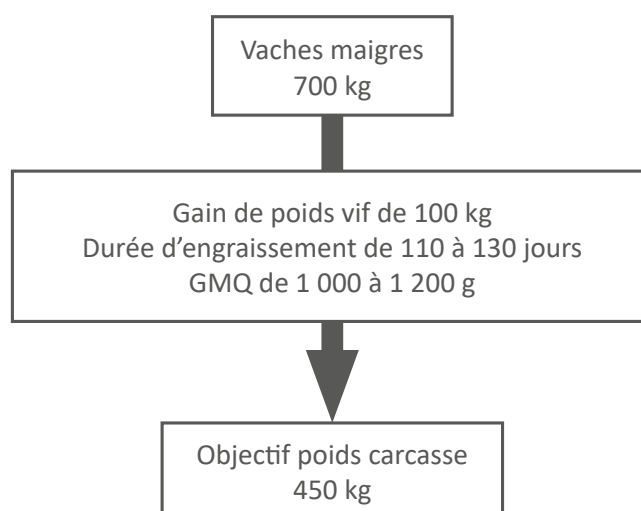 Vaches maigres
700 kg
Gain de poids vif de 100 kg
Durée d'engraissement de 110 à 130 jours
GMQ de 1 000 à 1 200 g
Objectif poids carcasse
450 kg